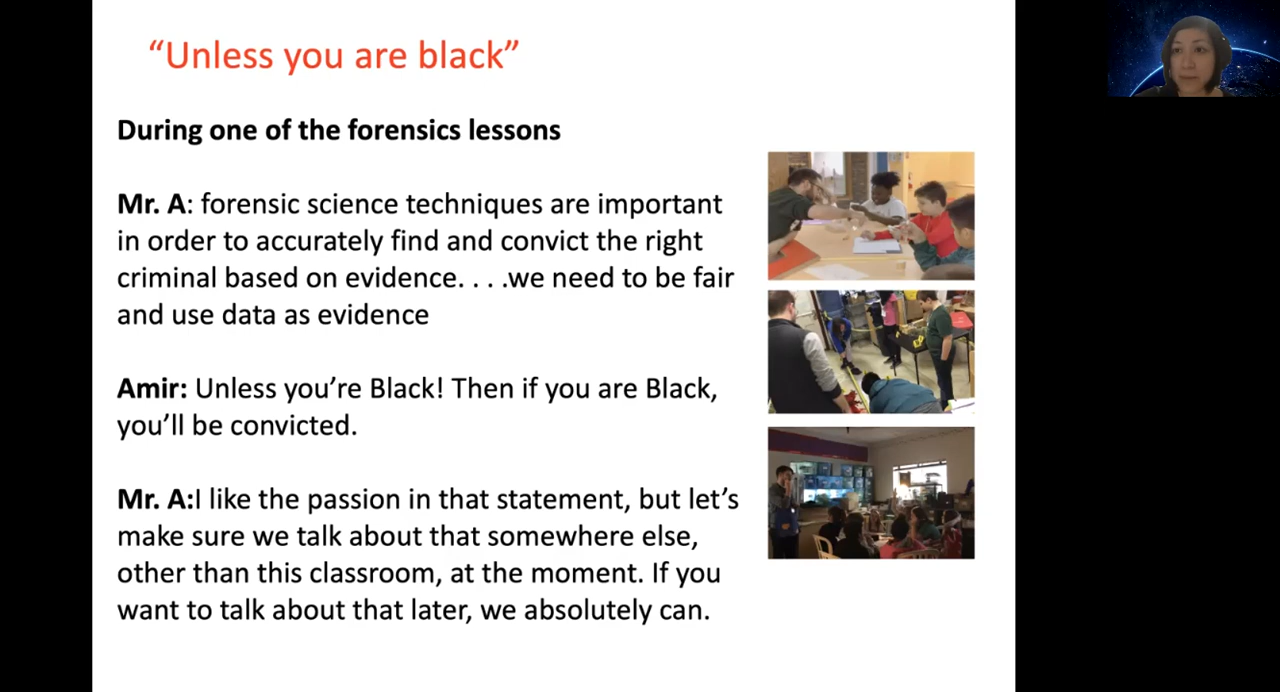 “Unless you are black”
During one of the forensics lessons
Mr. A: forensic science techniques are important
in order to accurately find and convict the right
criminal based on evidence. . . .we need to be fair
and use data as evidence
Amir: Unless you’re Black! Then if you are Black,
you’ll be convicted.
Mr. A:I like the passion in that statement, but let’s
make sure we talk about that somewhere else,
other than this classroom, at the moment. If you
want to talk about that later, we absolutely can.